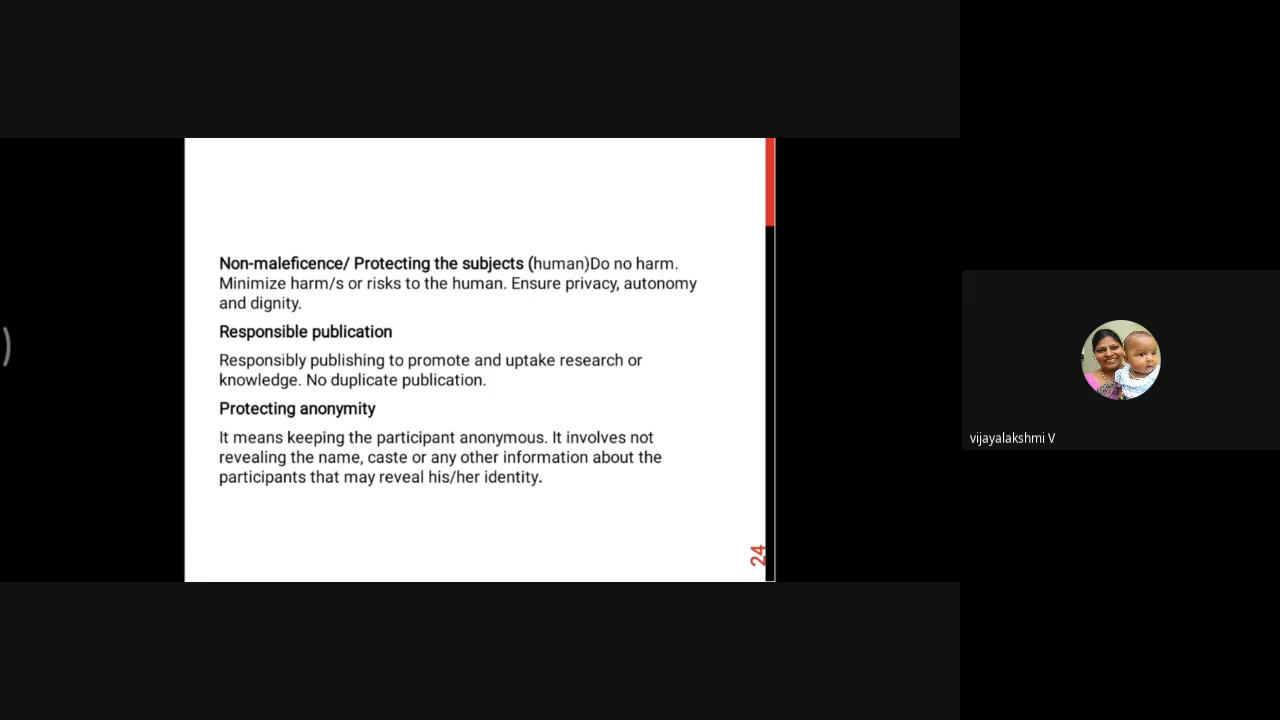 Non-maleficence/ Protecting the subjects (human)Do no harm.
Minimize harm/s or risks to the human. Ensure privacy, autonomy
and dignity.
Responsible publication
Responsibly publishing to promote and uptake research or
knowledge. No duplicate publication.
Protecting anonymity
It means keeping the participant anonymous. It involves not
revealing the name, caste or any other information about the
participants that may reveal his/her identity.
24
vijayalakshmi V